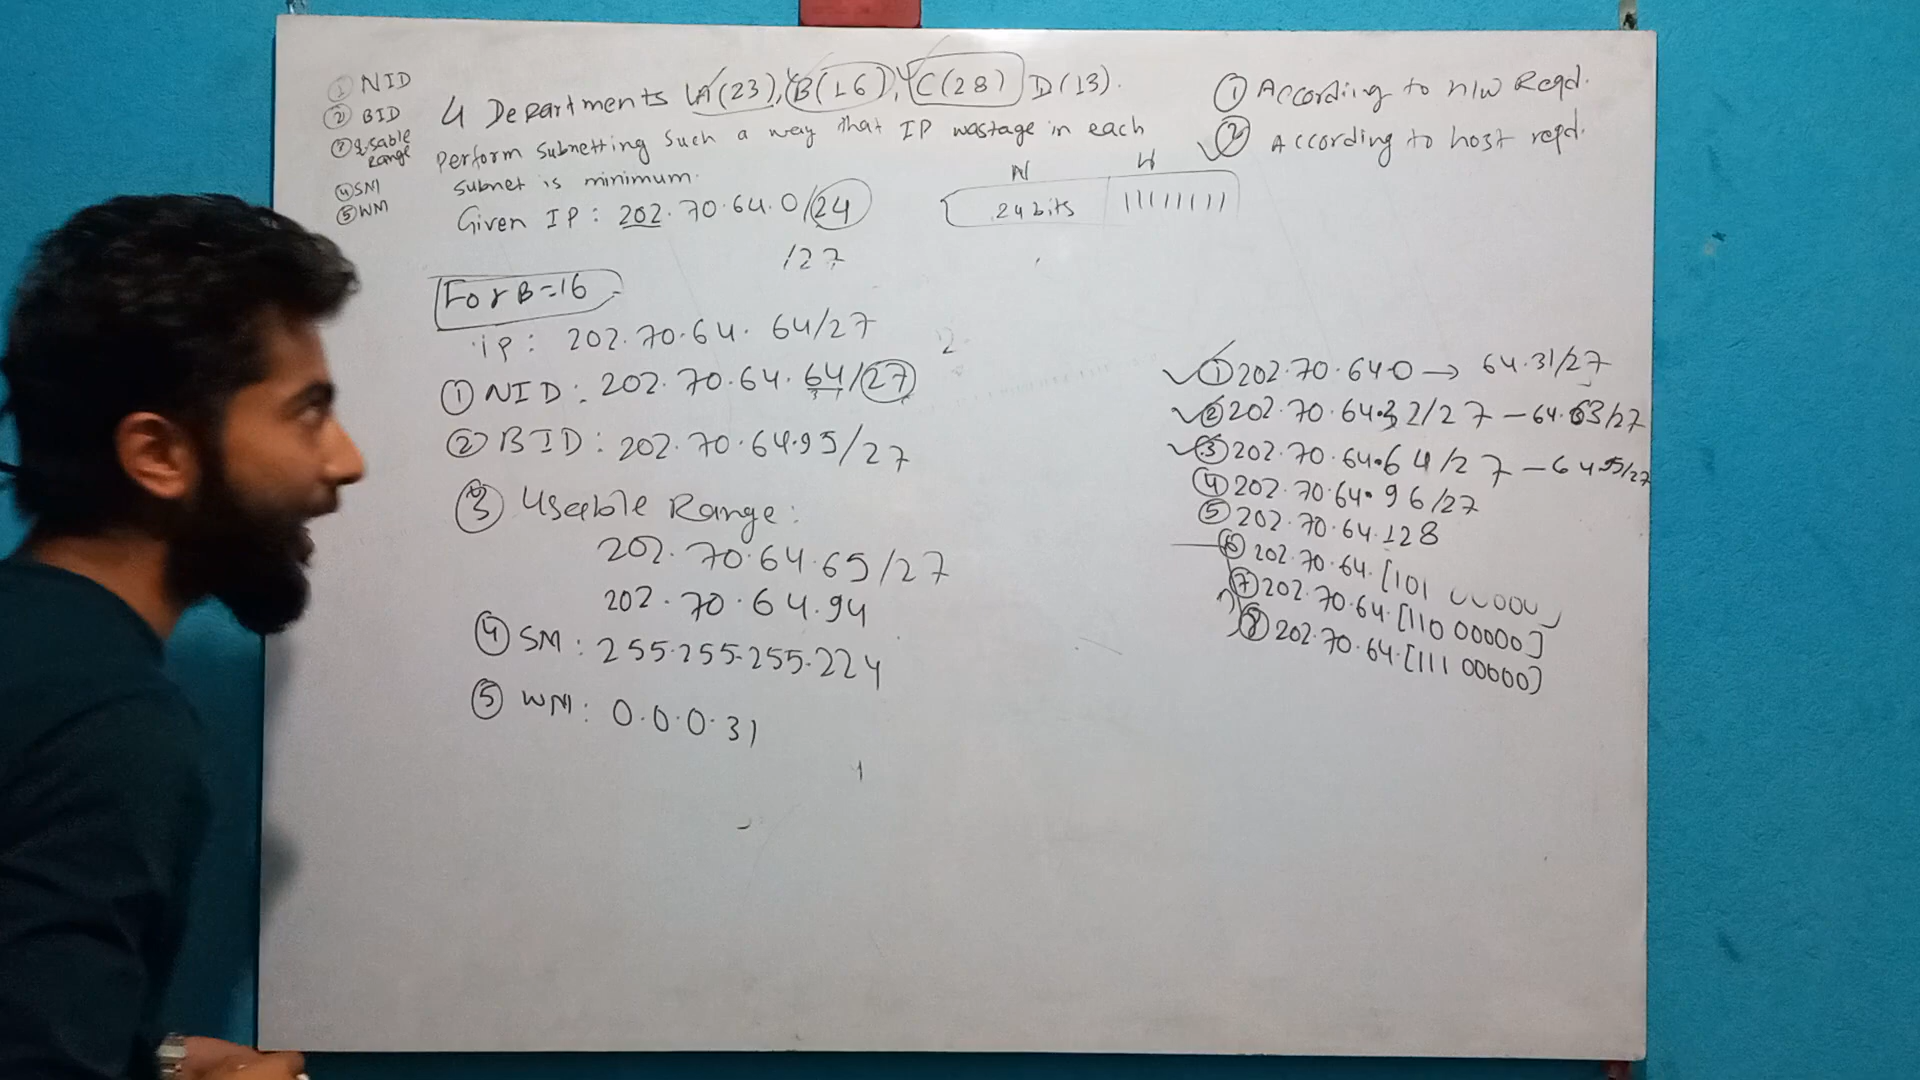 ① NID
② BID
③ Usable Range
④ SM
⑤ WM
4 Departments A(23), B(16), C(28) D(13).
Perform Subnetting Such a way that IP wastage in each
subnet is minimum.
Given IP : 202.70.64.0/24
/27
① According to n/w Reqd.
② According to host reqd.
N H
24 bits 11111111
For B=16
ip : 202.70.64.64/27
① NID : 202.70.64.64/27
② BID : 202.70.64.95/27
③ Useable Range :
202.70.64.65/27
202.70.64.94
④ SM : 255.255.255.224
⑤ WM : 0.0.0.31
① 202.70.64.0 → 64.31/27
② 202.70.64.32/27 – 64.63/27
③ 202.70.64.64/27 – 64.95/27
④ 202.70.64.96/27
⑤ 202.70.64.128
⑥ 202.70.64.[101 00000]
⑦ 202.70.64.[110 00000]
⑧ 202.70.64.[111 00000]